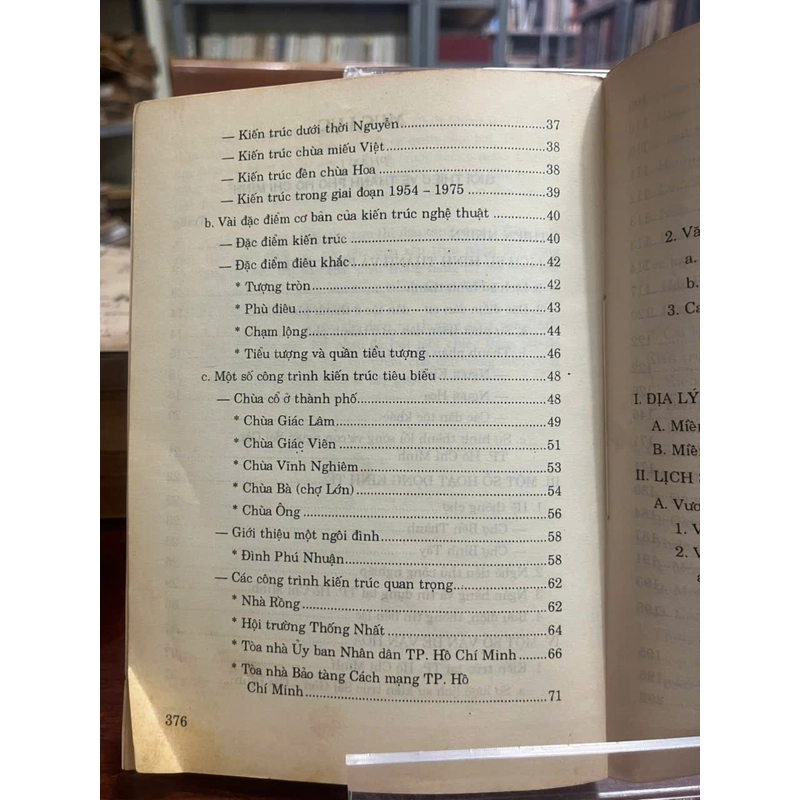 — Kiến trúc dưới thời Nguyễn ........ 37
— Kiến trúc chùa miếu Việt ........ 38
— Kiến trúc đền chùa Hoa ........ 38
— Kiến trúc trong giai đoạn 1954 – 1975 ........ 39
b. Vài đặc điểm cơ bản của kiến trúc nghệ thuật ........ 40
— Đặc điểm kiến trúc ........ 40
— Đặc điểm điêu khắc ........ 42
* Tượng tròn ........ 42
* Phù điêu ........ 43
* Chạm lộng ........ 44
* Tiểu tượng và quần tiểu tượng ........ 46
c. Một số công trình kiến trúc tiêu biểu ........ 48
— Chùa cổ ở thành phố ........ 48
* Chùa Giác Lâm ........ 49
* Chùa Giác Viên ........ 51
* Chùa Vĩnh Nghiêm ........ 53
* Chùa Bà (chợ Lớn) ........ 54
* Chùa Ông ........ 56
— Giới thiệu một ngôi đình ........ 58
* Đình Phú Nhuận ........ 58
— Các công trình kiến trúc quan trọng ........ 62
* Nhà Rồng ........ 62
* Hội trường Thống Nhất ........ 64
* Tòa nhà Ủy ban Nhân dân TP. Hồ Chí Minh ........ 66
* Tòa nhà Bảo tàng Cách mạng TP. Hồ
Chí Minh ........ 71
376
2. Vă
a.
b.
3. Ca
I. ĐỊA LÝ
A. Miền
B. Miề
II. LỊCH S
A. Vươ
1. V
2. V
a